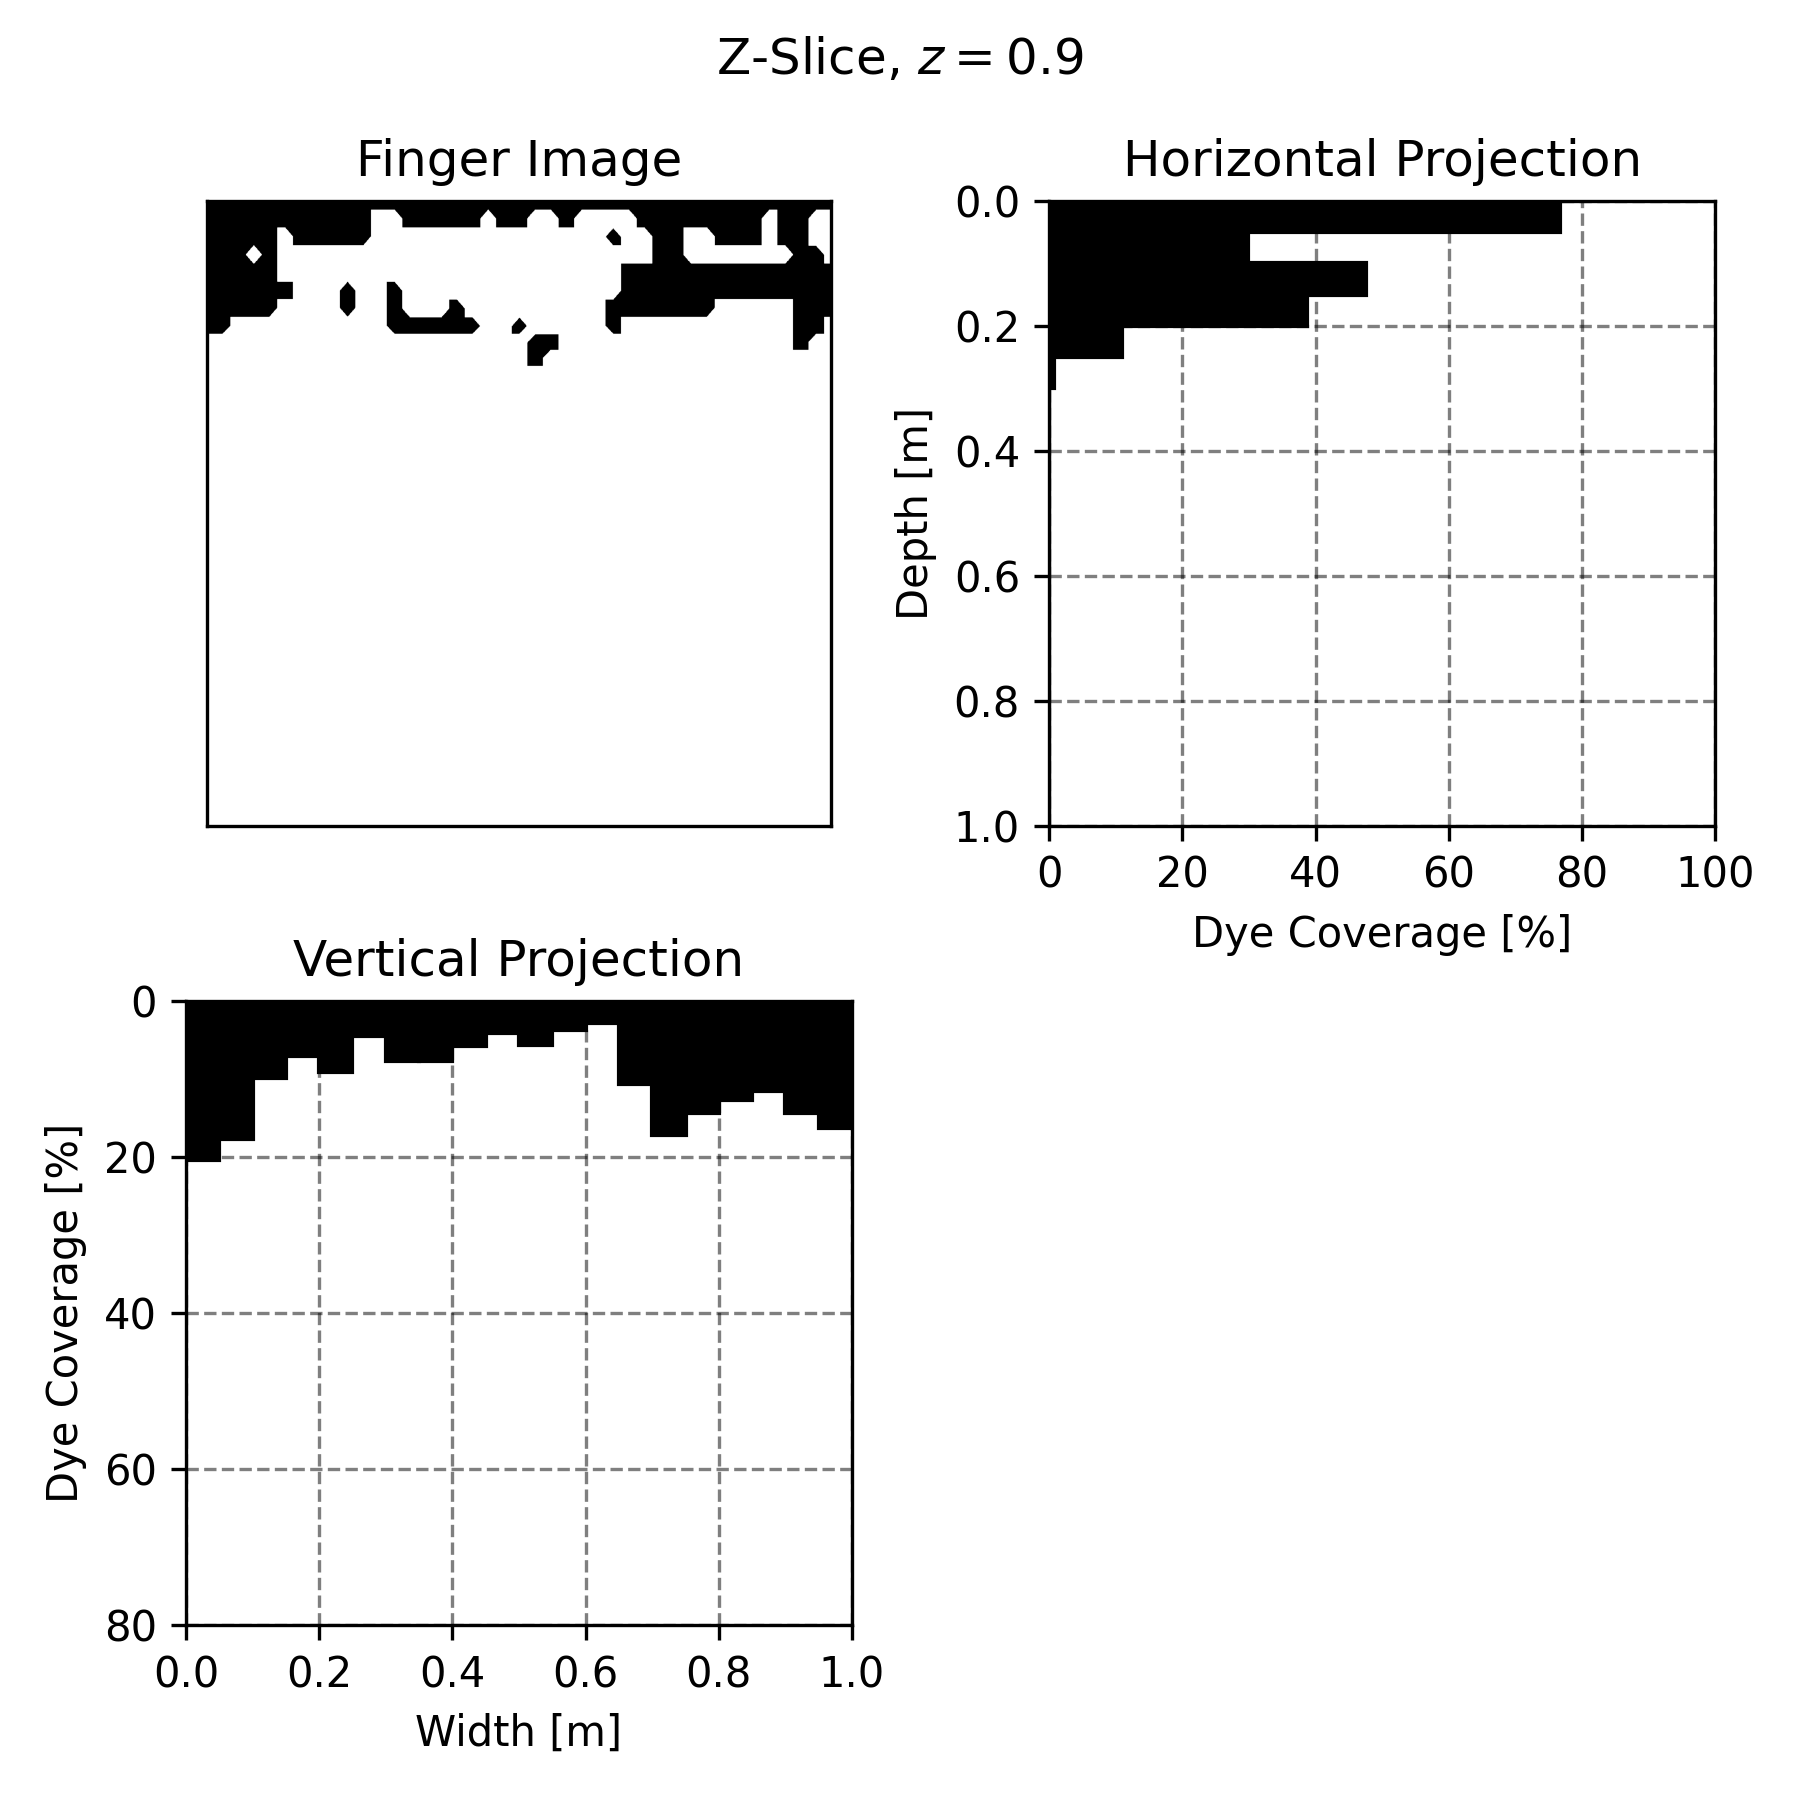 Z-Slice, z = 0.9
Finger Image
Horizontal Projection
0.0
0.2
0.4
0.6
0.8
1.0
Depth [m]
0 20 40 60 80 100
Dye Coverage [%]
Vertical Projection
0
20
40
60
80
Dye Coverage [%]
0.0 0.2 0.4 0.6 0.8 1.0
Width [m]